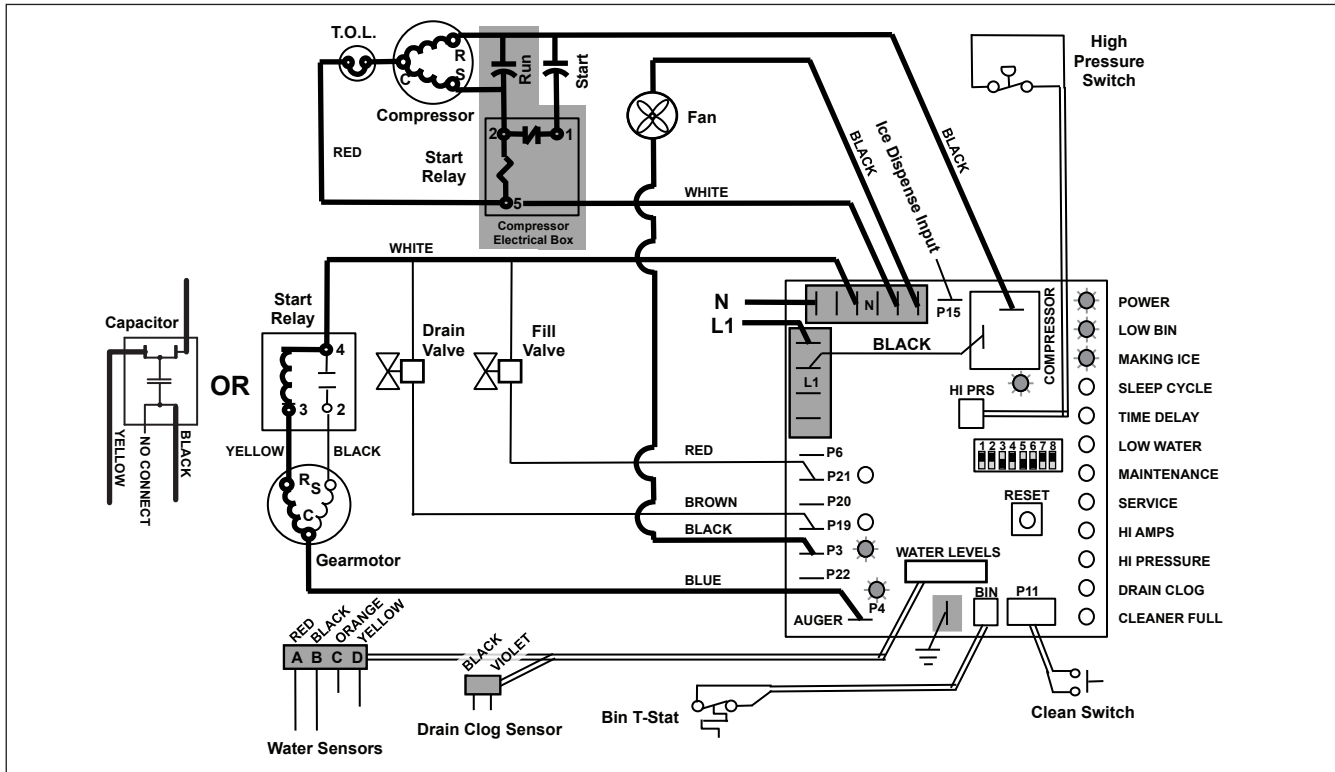 T.O.L.
R
C
S
Compressor
Run
Start
RED
2
1
Start
Relay
5
Compressor
Electrical Box
Fan
BLACK
BLACK
High
Pressure
Switch
Ice Dispense Input
WHITE
WHITE
Capacitor
YELLOW
NO CONNECT
BLACK
OR
Start
Relay
4
3
2
YELLOW
BLACK
R
S
C
Gearmotor
Drain
Valve
Fill
Valve
N
L1
N
P15
BLACK
L1
COMPRESSOR
HI PRS
1 2 3 4 5 6 7 8
RESET
RED
P6
P21
P20
BROWN
P19
BLACK
P3
P22
BLUE
P4
AUGER
WATER LEVELS
BIN
P11
POWER
LOW BIN
MAKING ICE
SLEEP CYCLE
TIME DELAY
LOW WATER
MAINTENANCE
SERVICE
HI AMPS
HI PRESSURE
DRAIN CLOG
CLEANER FULL
RED
BLACK
ORANGE
YELLOW
A B C D
Water Sensors
BLACK
VIOLET
Drain Clog Sensor
Bin T-Stat
Clean Switch